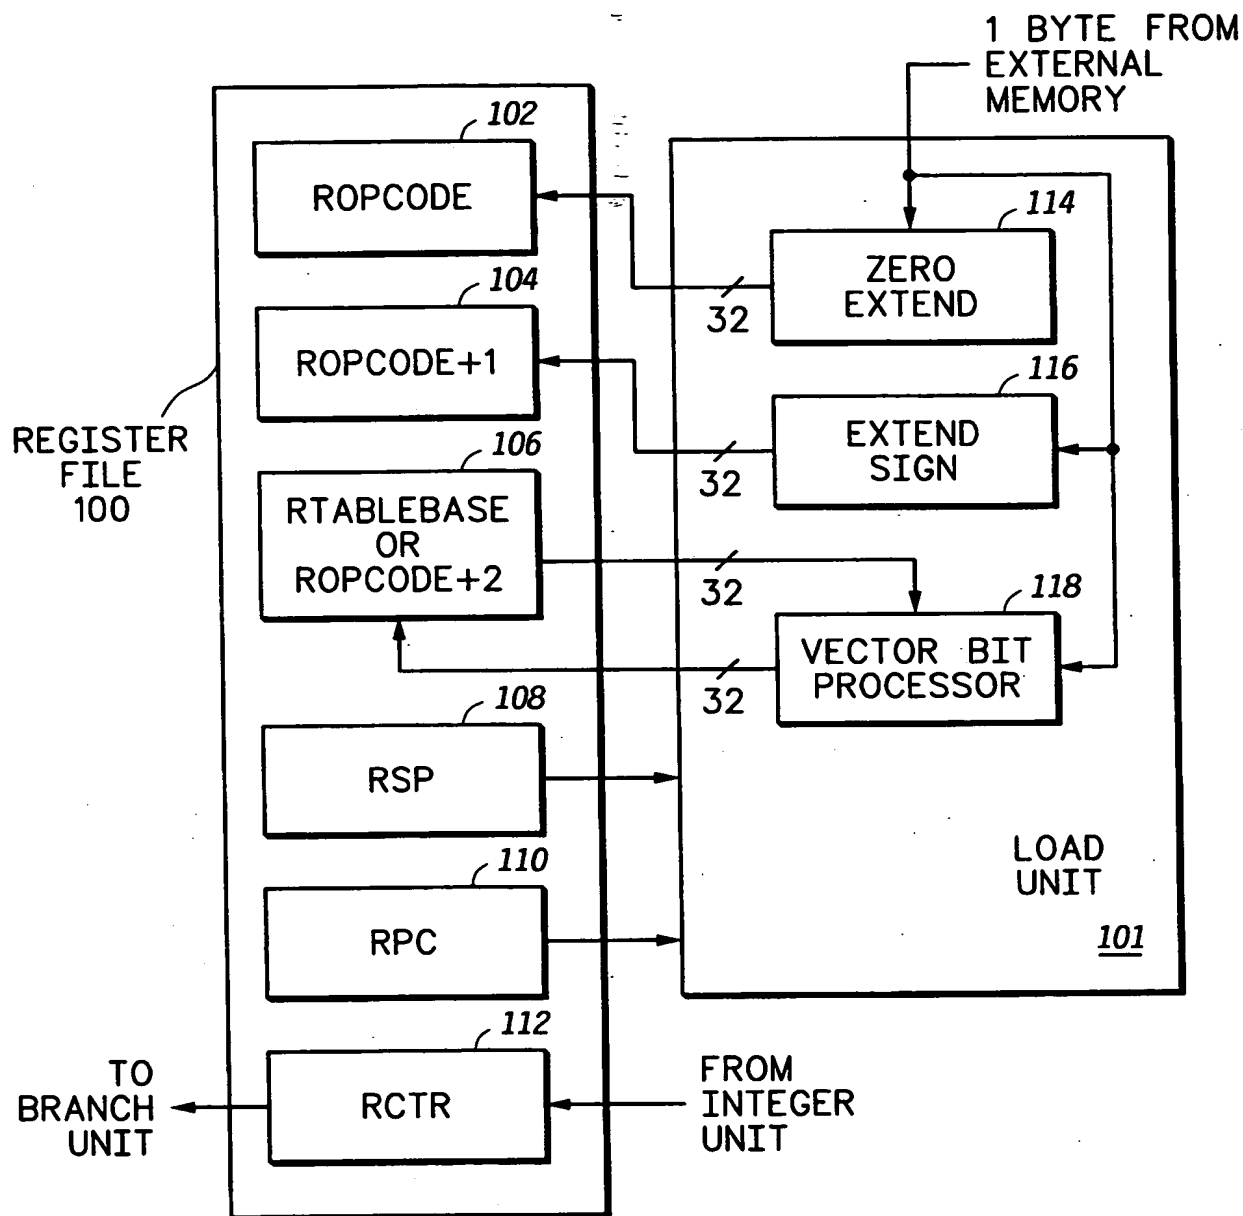 1 BYTE FROM
EXTERNAL
MEMORY
102
ROPCODE
114
ZERO
EXTEND
32
104
ROPCODE+1
116
EXTEND
SIGN
32
REGISTER
FILE
100
106
RTABLEBASE
OR
ROPCODE+2
32
118
VECTOR BIT
PROCESSOR
32
108
RSP
LOAD
UNIT
101
110
RPC
112
RCTR
TO
BRANCH
UNIT
FROM
INTEGER
UNIT